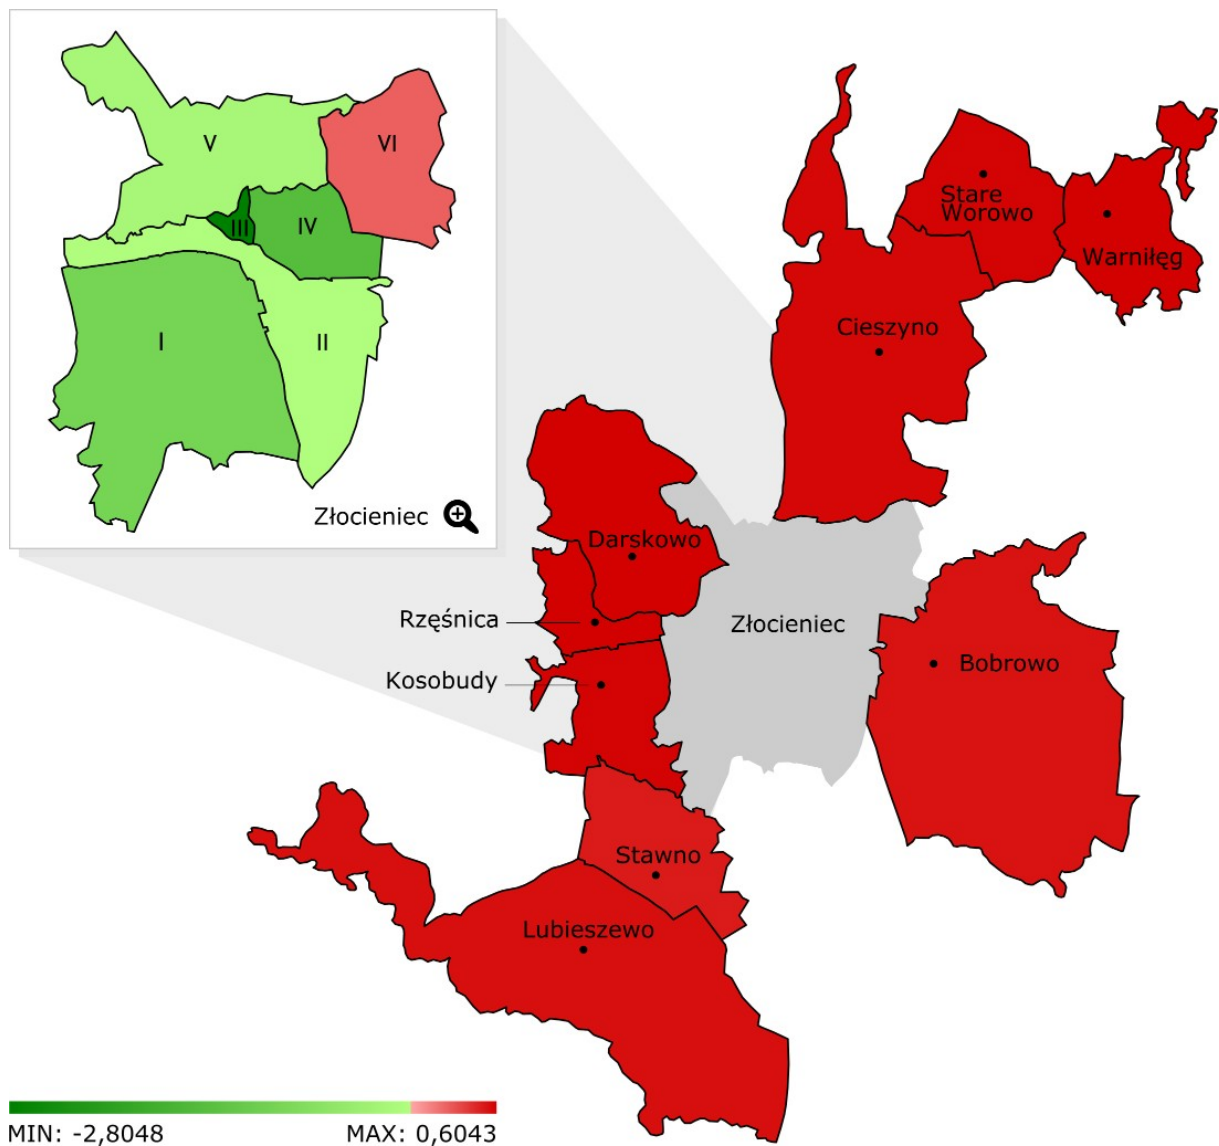 V
VI
III
IV
I
II
Złocieniec
Stare
Worowo
Warniłęg
Cieszyno
Darskowo
Rzęśnica
Złocieniec
Kosobudy
Bobrowo
Stawno
Lubieszewo
MIN: -2,8048
MAX: 0,6043